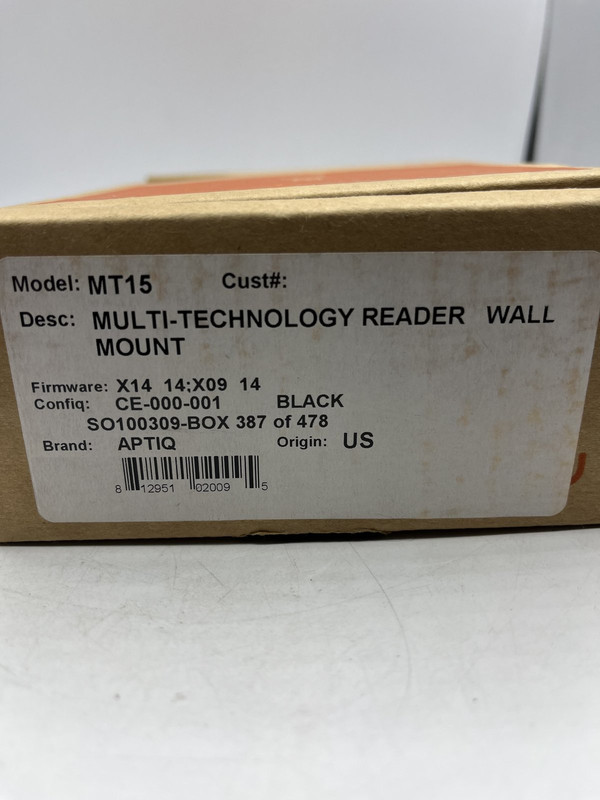 Model: MT15 Cust#:
Desc: MULTI-TECHNOLOGY READER WALL
MOUNT
Firmware: X14 14;X09 14
Config: CE-000-001 BLACK
SO100309-BOX 387 of 478
Brand: APTIQ Origin: US
8 12951 02009 5